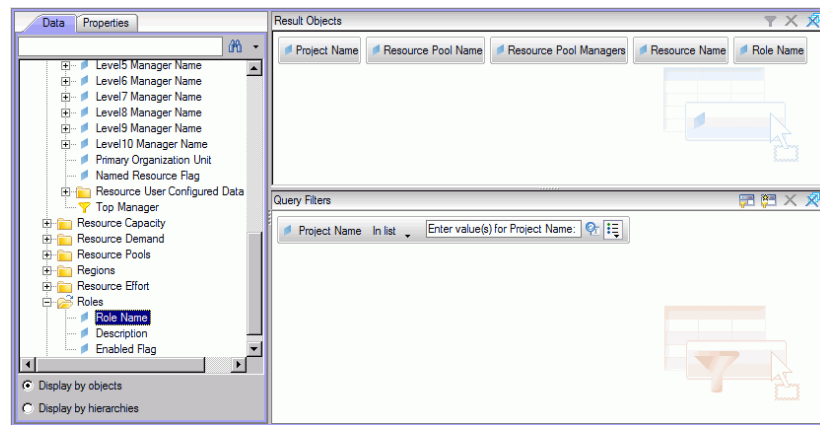 Data
Properties
Level5 Manager Name
Level6 Manager Name
Level7 Manager Name
Level8 Manager Name
Level9 Manager Name
Level10 Manager Name
Primary Organization Unit
Named Resource Flag
Resource User Configured Data
Top Manager
Resource Capacity
Resource Demand
Resource Pools
Regions
Resource Effort
Roles
Role Name
Description
Enabled Flag
Display by objects
Display by hierarchies
Result Objects
Project Name
Resource Pool Name
Resource Pool Managers
Resource Name
Role Name
Query Filters
Project Name In list Enter value(s) for Project Name: